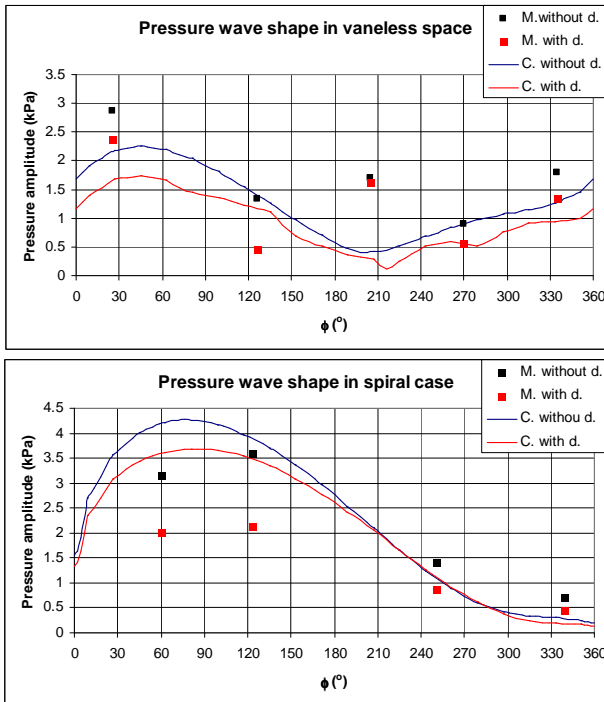 Pressure wave shape in vaneless space
M.without d.
M. with d.
C. without d.
C. with d.
Pressure amplitude (kPa)
3.5
3
2.5
2
1.5
1
0.5
0
0 30 60 90 120 150 180 210 240 270 300 330 360
ϕ (°)
Pressure wave shape in spiral case
M. without d.
M. with d.
C. withou d.
C. with d.
Pressure amplitude (kPa)
4.5
4
3.5
3
2.5
2
1.5
1
0.5
0
0 30 60 90 120 150 180 210 240 270 300 330 360
ϕ (°)